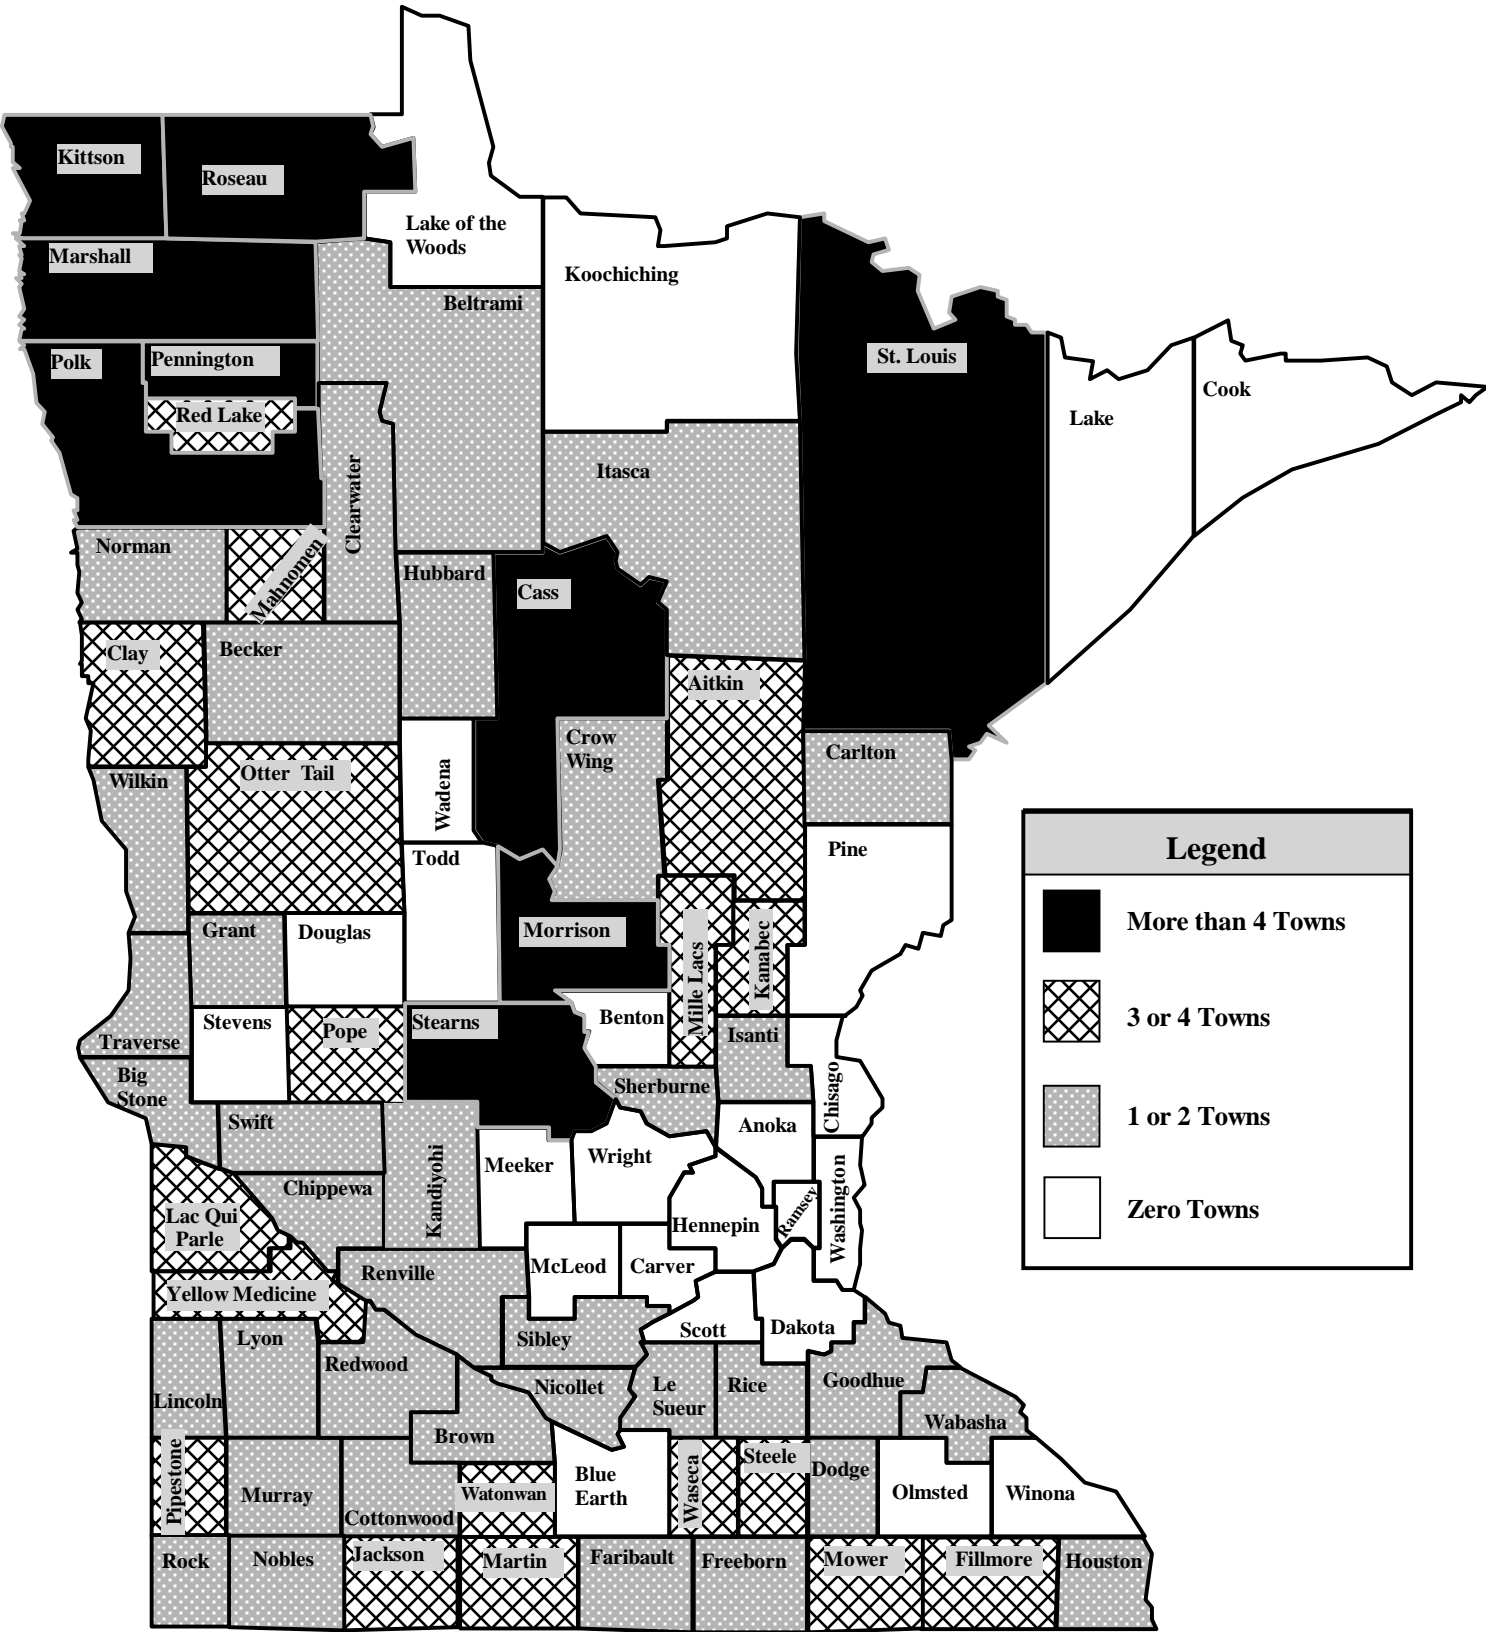 Kittson
Roseau
Lake of the
Woods
Marshall
Koochiching
Beltrami
Polk
Pennington
St. Louis
Cook
Red Lake
Lake
Itasca
Clearwater
Norman
Mahnomen
Hubbard
Cass
Clay
Becker
Aitkin
Crow
Wing
Carlton
Otter Tail
Wilkin
Wadena
Todd
Pine
Legend
Grant
Douglas
Morrison
Mille Lacs
Kanabec
More than 4 Towns
Stevens
Pope
Stearns
Benton
3 or 4 Towns
Traverse
Isanti
Big
Stone
Sherburne
Chisago
Swift
Anoka
1 or 2 Towns
Kandiyohi
Meeker
Wright
Chippewa
Washington
Ramsey
Lac Qui
Parle
Hennepin
Zero Towns
McLeod
Carver
Renville
Yellow Medicine
Lyon
Sibley
Scott
Dakota
Redwood
Lincoln
Nicollet
Le
Sueur
Rice
Goodhue
Wabasha
Brown
Pipestone
Murray
Cottonwood
Watonwan
Blue
Earth
Waseca
Steele
Dodge
Olmsted
Winona
Rock
Nobles
Jackson
Martin
Faribault
Freeborn
Mower
Fillmore
Houston